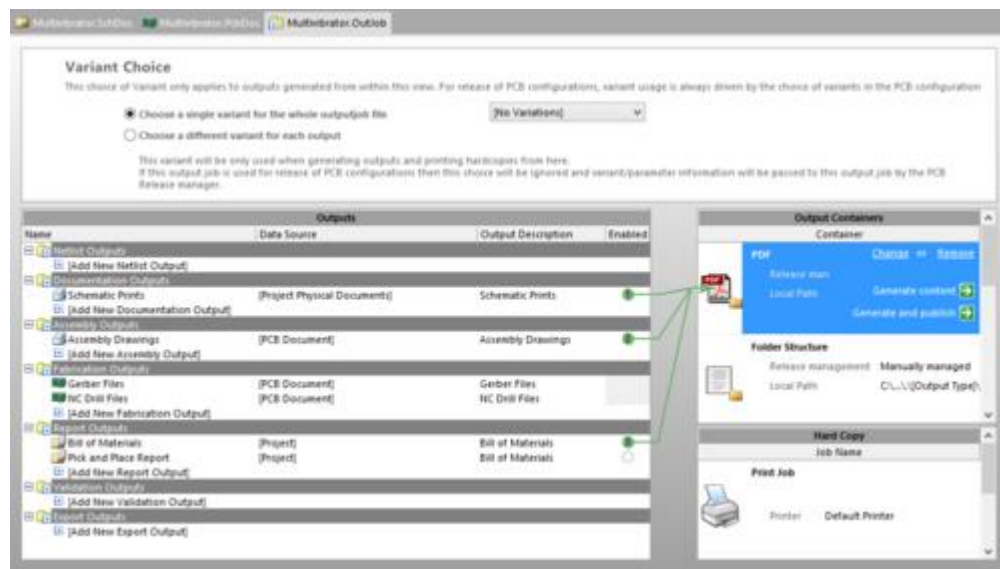 Multivibrator.SchDoc Multivibrator.PcbDoc Multivibrator.OutJob
Variant Choice
This choice of Variant only applies to outputs generated from within this view. For release of PCB configurations, variant usage is always driven by the choice of variants in the PCB configuration
Choose a single variant for the whole outputjob file [No Variations]
Choose a different variant for each output
This variant will be only used when generating outputs and printing hardcopies from here.
If this output job is used for release of PCB configurations then this choice will be ignored and variant/parameter information will be passed to this output job by the PCB
Release manager.
Outputs
Name Data Source Output Description Enabled
Netlist Outputs
[Add New Netlist Output]
Documentation Outputs
Schematic Prints [Project Physical Documents] Schematic Prints 1
[Add New Documentation Output]
Assembly Outputs
Assembly Drawings [PCB Document] Assembly Drawings 2
[Add New Assembly Output]
Fabrication Outputs
Gerber Files [PCB Document] Gerber Files
NC Drill Files [PCB Document] NC Drill Files
[Add New Fabrication Output]
Report Outputs
Bill of Materials [Project] Bill of Materials 3
Pick and Place Report [Project] Bill of Materials
[Add New Report Output]
Validation Outputs
[Add New Validation Output]
Export Outputs
[Add New Export Output]
Output Containers
Container
PDF Change Remove
PDF
Release man
Local Path Generate content
Generate and publish
Folder Structure
Release management Manually managed
Local Path C:\...\[Output Type]\
Hard Copy
Job Name
Print Job
Printer Default Printer